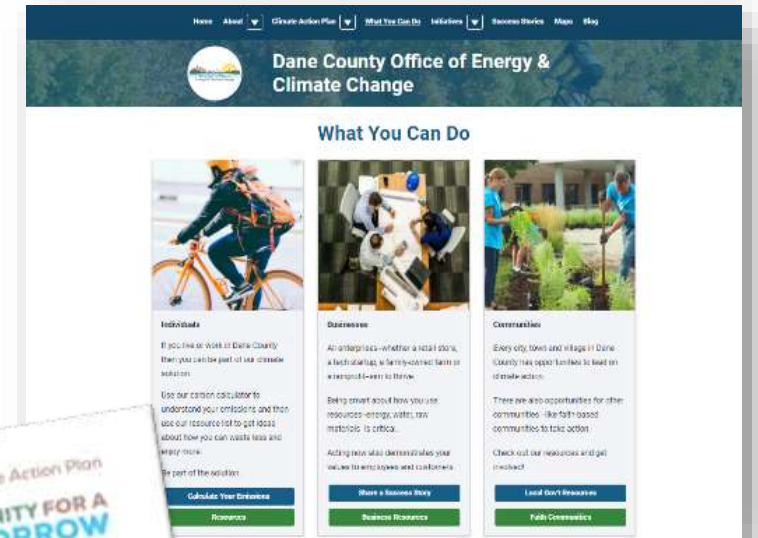 Home About Climate Action Plan What You Can Do Initiatives Success Stories Maps Blog
Dane County Office of Energy &
Climate Change
What You Can Do
Individuals
If you live or work in Dane County
then you can be part of our climate
solution.
Use our carbon calculator to
understand your emissions and then
use our resource list to get ideas
about how you can waste less and
enjoy more.
Be part of the solution.
Calculate Your Emissions
Resources
Businesses
All enterprises–whether a retail store,
a tech startup, a family-owned farm or
a nonprofit–aim to thrive.
Being smart about how you use
resources–energy, water, raw
materials–is critical.
Acting now also demonstrates your
values to employees and customers.
Share a Success Story
Business Resources
Communities
Every city, town and village in Dane
County has opportunities to lead on
climate action.
There are also opportunities for other
communities–like faith-based
communities to take action.
Check out our resources and get
involved!
Local Gov't Resources
Faith Communities
Action Plan
FOR A